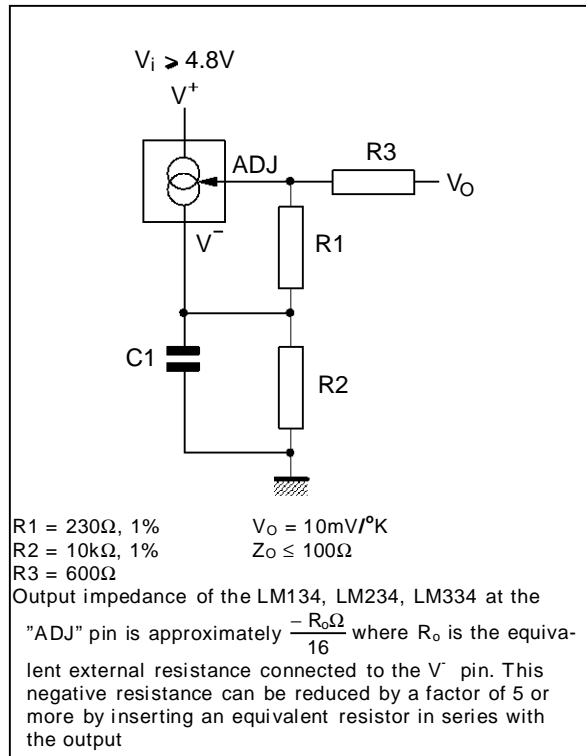 Vi ⩾ 4.8V
V+
ADJ
R3
VO
V−
R1
C1
R2
R1 = 230Ω, 1%
VO = 10mV/°K
R2 = 10kΩ, 1%
ZO ≤ 100Ω
R3 = 600Ω
Output impedance of the LM134, LM234, LM334 at the
”ADJ” pin is approximately − RoΩ/16 where Ro is the equiva-
lent external resistance connected to the V- pin. This
negative resistance can be reduced by a factor of 5 or
more by inserting an equivalent resistor in series with
the output